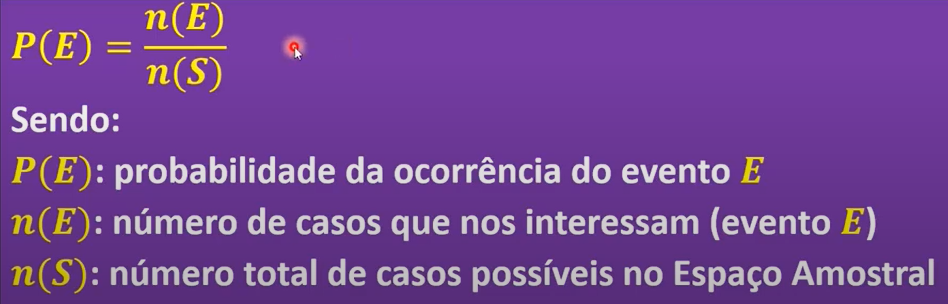 P(E) = n(E)/n(S)
Sendo:
P(E): probabilidade da ocorrência do evento E
n(E): número de casos que nos interessam (evento E)
n(S): número total de casos possíveis no Espaço Amostral